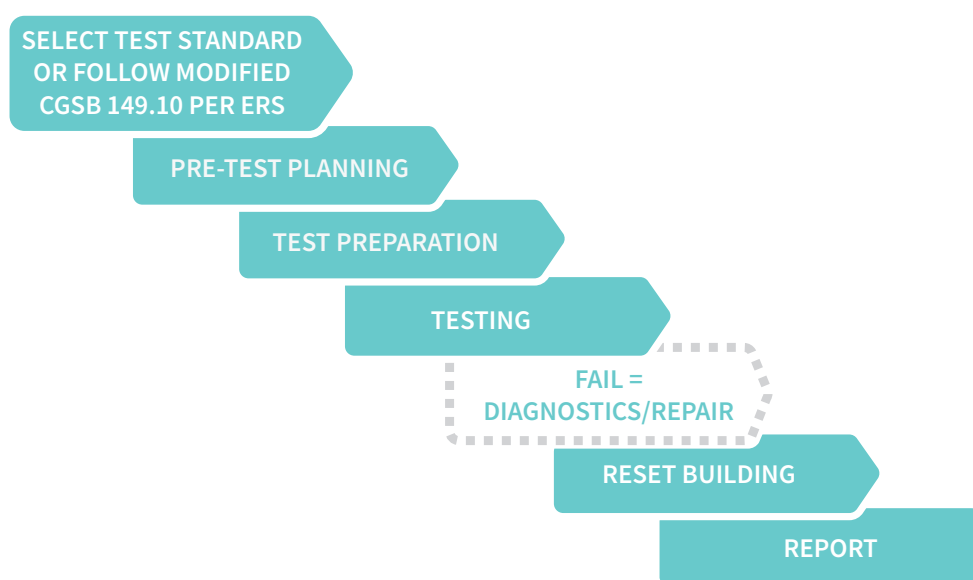 SELECT TEST STANDARD
OR FOLLOW MODIFIED
CGSB 149.10 PER ERS
PRE-TEST PLANNING
TEST PREPARATION
TESTING
FAIL =
DIAGNOSTICS/REPAIR
RESET BUILDING
REPORT